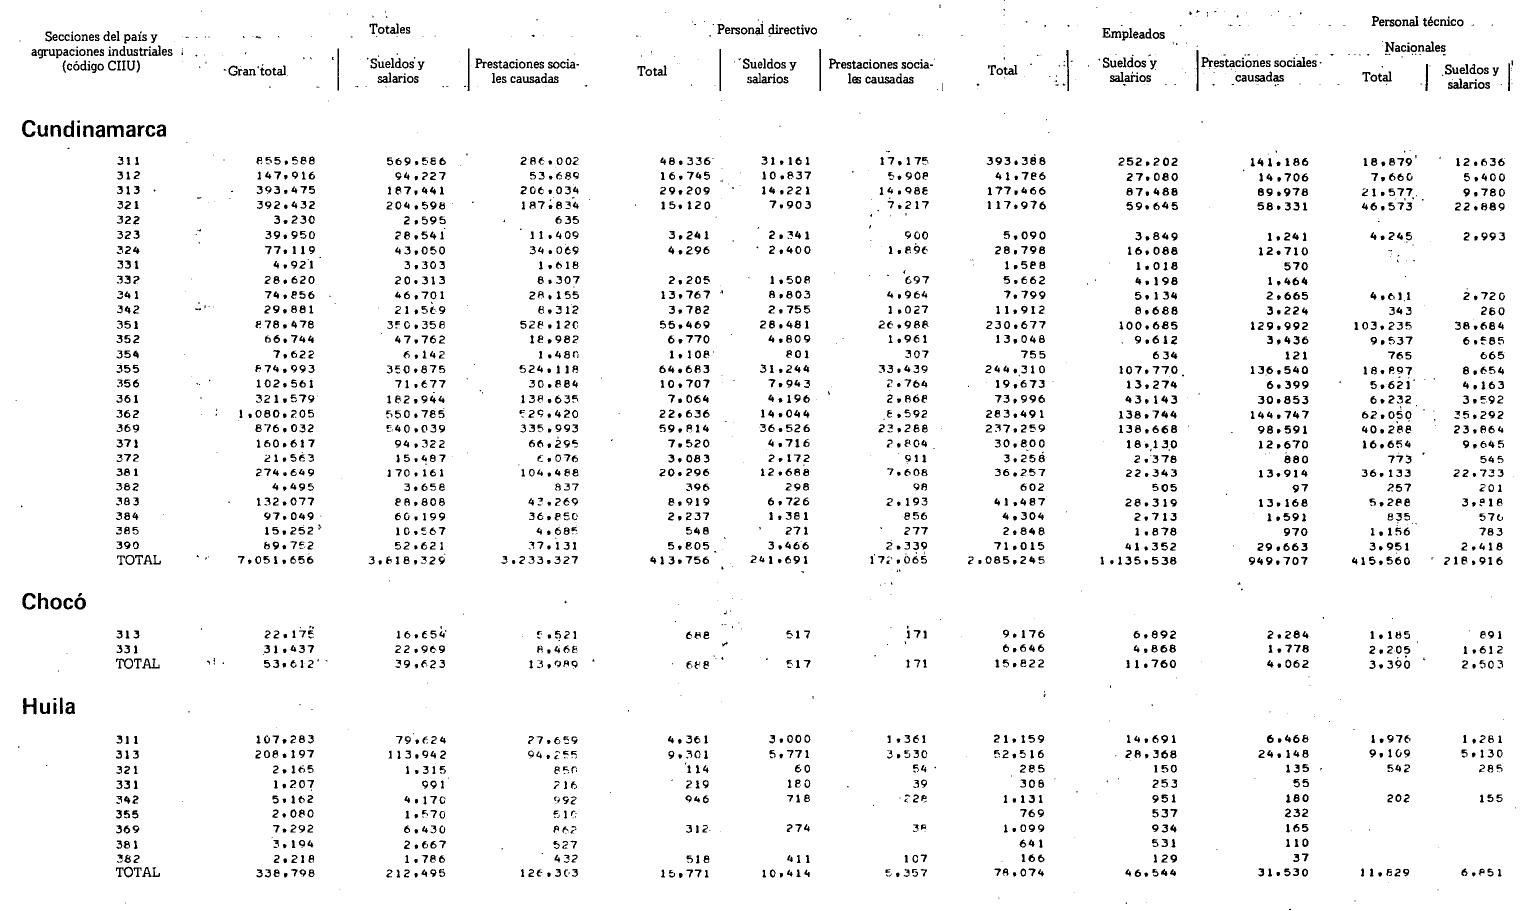 Secciones del país y agrupaciones industriales (código CIIU) Totales Personal directivo Empleados Personal técnico Nacionales
Gran total Sueldos y salarios Prestaciones sociales causadas Total Sueldos y salarios Prestaciones sociales causadas Total Sueldos y salarios Prestaciones sociales causadas Total Sueldos y salarios
Cundinamarca
311 855.588 569.586 286.002 48.336 31.161 17.175 393.388 252.202 141.186 18.879 12.636
312 147.916 94.227 53.689 16.745 10.837 5.908 41.786 27.080 14.706 7.660 5.400
313 393.475 187.441 206.034 29.209 14.221 14.988 177.466 87.488 89.978 21.577 9.780
321 392.432 204.598 187.834 15.120 7.903 7.217 117.976 59.645 58.331 46.573 22.889
322 3.230 2.595 635
323 39.950 28.541 11.409 3.241 2.341 900 5.090 3.849 1.241 4.245 2.993
324 77.119 43.050 34.069 4.296 2.400 1.896 28.798 16.088 12.710
331 4.921 3.303 1.618 1.588 1.018 570
332 28.620 20.313 8.307 2.205 1.508 697 5.662 4.198 1.464
341 74.856 46.701 28.155 13.767 8.803 4.964 7.799 5.134 2.665 4.611 2.720
342 29.881 21.569 8.312 3.782 2.755 1.027 11.912 8.688 3.224 343 260
351 878.478 350.358 528.120 55.469 28.481 26.988 230.677 100.685 129.992 103.235 38.684
352 66.744 47.762 18.982 6.770 4.809 1.961 13.048 9.612 3.436 9.537 6.585
354 7.622 6.142 1.480 1.108 801 307 755 634 121 765 665
355 874.993 350.875 524.118 64.683 31.244 33.439 244.310 107.770 136.540 18.897 8.654
356 102.561 71.677 30.884 10.707 7.943 2.764 19.673 13.274 6.399 5.621 4.163
361 321.579 182.944 138.635 7.064 4.196 2.868 73.996 43.143 30.853 6.232 3.592
362 1.080.205 550.785 529.420 22.636 14.044 8.592 283.491 138.744 144.747 62.050 35.292
369 876.032 540.039 335.993 59.814 36.526 23.288 237.259 138.668 98.591 40.288 23.864
371 160.617 94.322 66.295 7.520 4.716 2.804 30.800 18.130 12.670 16.654 9.645
372 21.563 15.487 6.076 3.083 2.172 911 3.258 2.378 880 773 545
381 274.649 170.161 104.488 20.296 12.688 7.608 36.257 22.343 13.914 36.133 22.733
382 4.495 3.658 837 396 298 98 602 505 97 257 201
383 132.077 88.808 43.269 8.919 6.726 2.193 41.487 28.319 13.168 5.288 3.818
384 97.049 60.199 36.850 2.237 1.381 856 4.304 2.713 1.591 835 576
385 15.252 10.567 4.685 548 271 277 2.848 1.878 970 1.156 783
390 89.752 52.621 37.131 5.805 3.466 2.339 71.015 41.352 29.663 3.951 2.418
TOTAL 7.051.656 3.818.329 3.233.327 413.756 241.691 172.065 2.085.245 1.135.538 949.707 415.560 218.916
Chocó
313 22.175 16.654 5.521 688 517 171 9.176 6.892 2.284 1.185 891
331 31.437 22.969 8.468 6.646 4.868 1.778 2.205 1.612
TOTAL 53.612 39.623 13.989 688 517 171 15.822 11.760 4.062 3.390 2.503
Huila
311 107.283 79.624 27.659 4.361 3.000 1.361 21.159 14.691 6.468 1.976 1.281
313 208.197 113.942 94.255 9.301 5.771 3.530 52.516 28.368 24.148 9.109 5.130
321 2.165 1.315 850 114 60 54 285 150 135 542 285
331 1.207 991 216 219 180 39 308 253 55
342 5.162 4.170 992 946 718 228 1.131 951 180 202 155
355 2.080 1.570 510 769 537 232
369 7.292 6.430 862 312 274 38 1.099 934 165
381 3.194 2.667 527 641 531 110
382 2.218 1.786 432 518 411 107 166 129 37
TOTAL 338.798 212.495 126.303 15.771 10.414 5.357 78.074 46.544 31.530 11.829 6.851